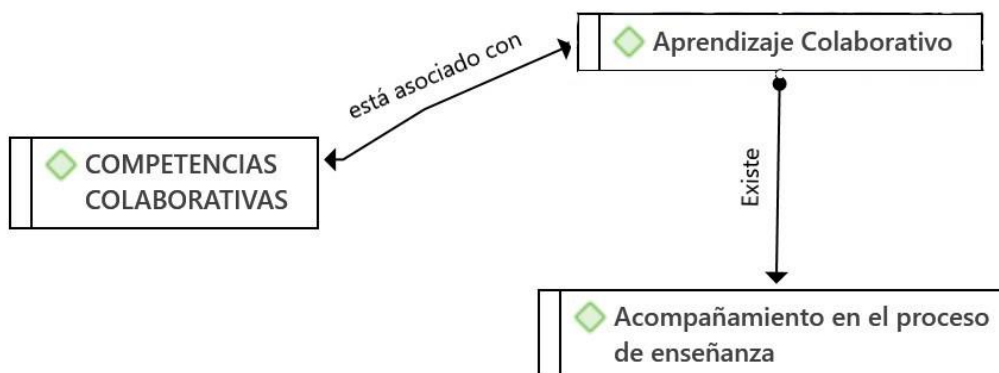 Aprendizaje Colaborativo
está asociado con
COMPETENCIAS
COLABORATIVAS
Existe
Acompañamiento en el proceso
de enseñanza